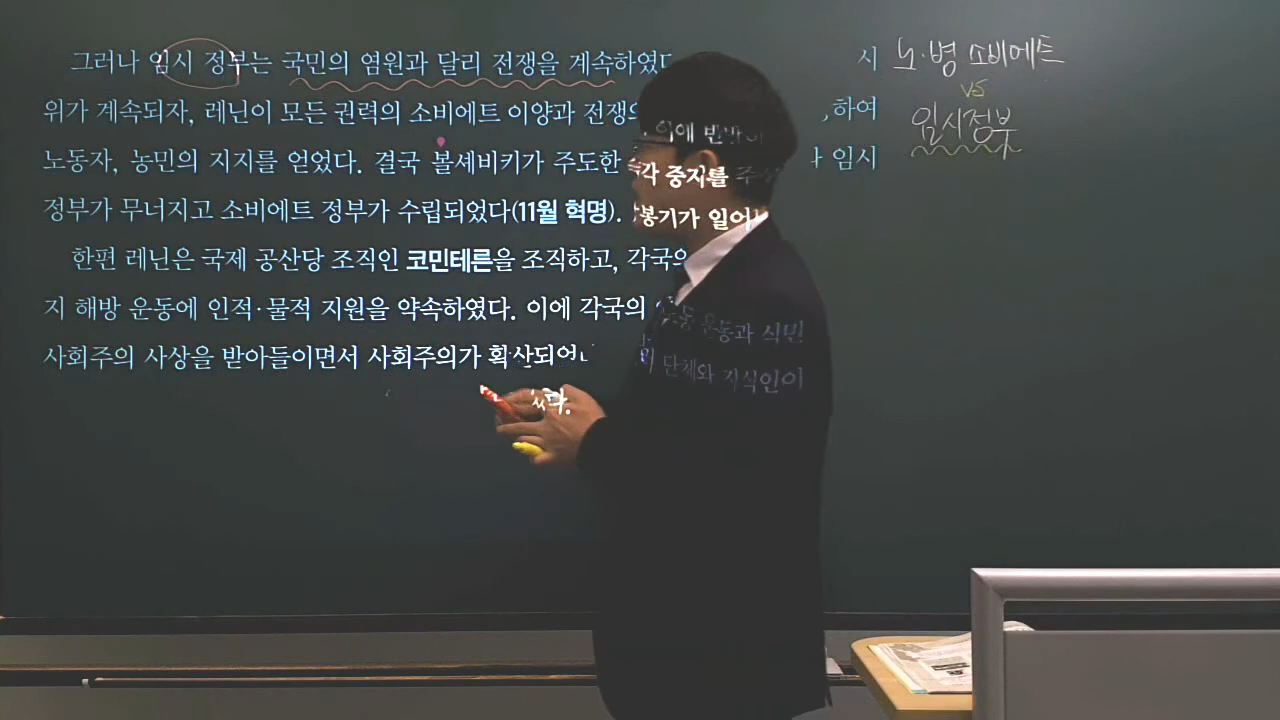 그러나 임시 정부는 국민의 염원과 달리 전쟁을 계속하였다 시
위가 계속되자, 레닌이 모든 권력의 소비에트 이양과 전쟁의 각 중지를 주 하여
노동자, 농민의 지지를 얻었다. 결국 볼셰비키가 주도한 봉기가 일어 임시
정부가 무너지고 소비에트 정부가 수립되었다(11월 혁명).
한편 레닌은 국제 공산당 조직인 코민테른을 조직하고, 각국의 노동 운동과 식민
지 해방 운동에 인적·물적 지원을 약속하였다. 이에 각국의 단체와 지식인이
사회주의 사상을 받아들이면서 사회주의가 확산되어 다.
노·병 소비에트
vs
임시정부